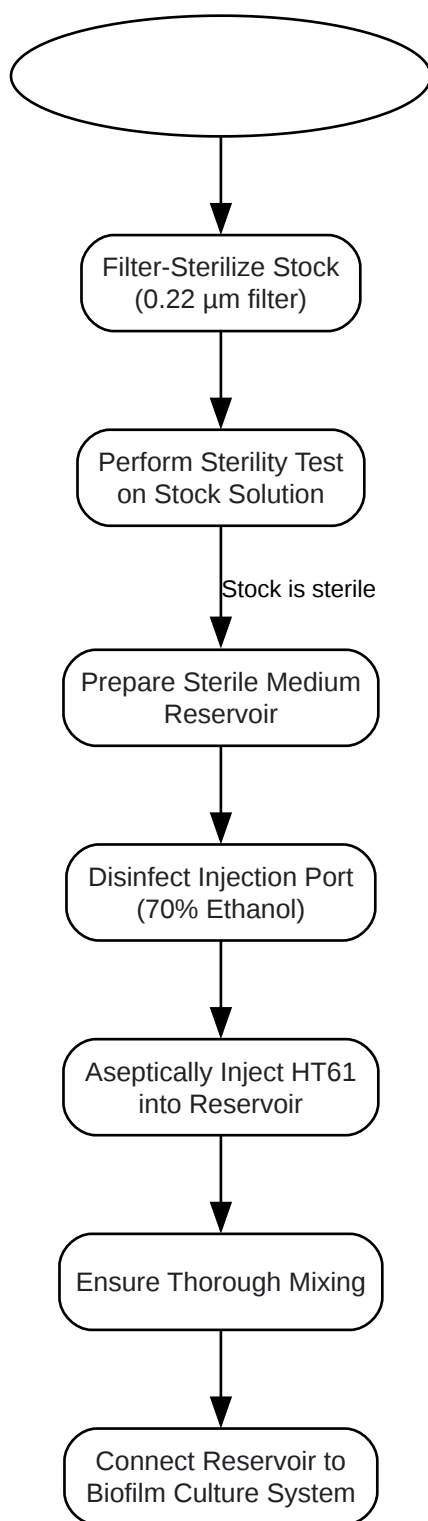 Filter-Sterilize Stock
(0.22 µm filter)
Perform Sterility Test
on Stock Solution
Stock is sterile
Prepare Sterile Medium
Reservoir
Disinfect Injection Port
(70% Ethanol)
Aseptically Inject HT61
into Reservoir
Ensure Thorough Mixing
Connect Reservoir to
Biofilm Culture System